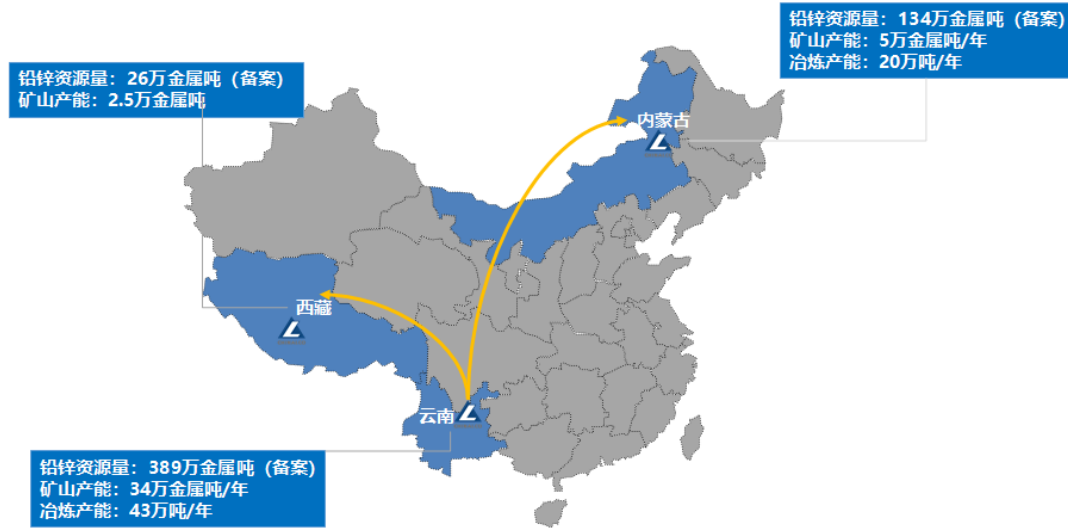 铅锌资源量：134万金属吨（备案）
矿山产能：5万金属吨/年
冶炼产能：20万吨/年
铅锌资源量：26万金属吨（备案）
矿山产能：2.5万金属吨
内蒙古
西藏
云南
铅锌资源量：389万金属吨（备案）
矿山产能：34万金属吨/年
冶炼产能：43万吨/年